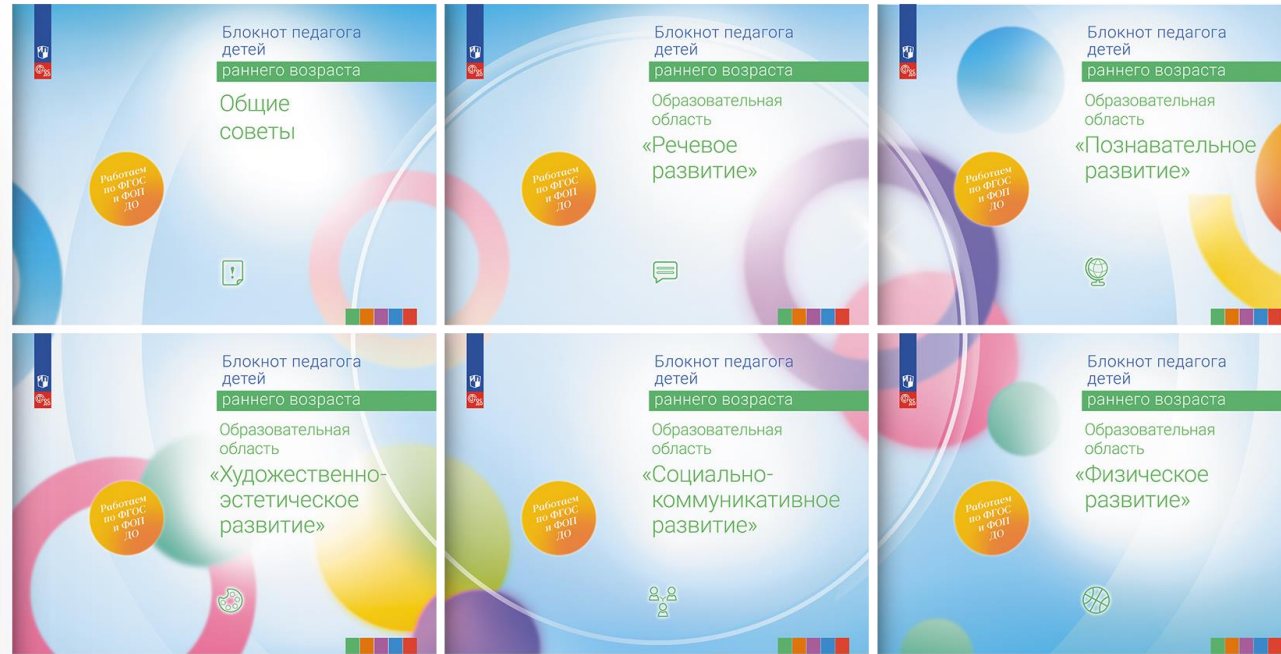 Блокнот педагога
детей
раннего возраста
Общие
советы
Работаем
по ФГОС
и ФОП
ДО
Блокнот педагога
детей
раннего возраста
Образовательная
область
«Речевое
развитие»
Работаем
по ФГОС
и ФОП
ДО
Блокнот педагога
детей
раннего возраста
Образовательная
область
«Познавательное
развитие»
Работаем
по ФГОС
и ФОП
ДО
Блокнот педагога
детей
раннего возраста
Образовательная
область
«Художественно-
эстетическое
развитие»
Работаем
по ФГОС
и ФОП
ДО
Блокнот педагога
детей
раннего возраста
Образовательная
область
«Социально-
коммуникативное
развитие»
Работаем
по ФГОС
и ФОП
ДО
Блокнот педагога
детей
раннего возраста
Образовательная
область
«Физическое
развитие»
Работаем
по ФГОС
и ФОП
ДО